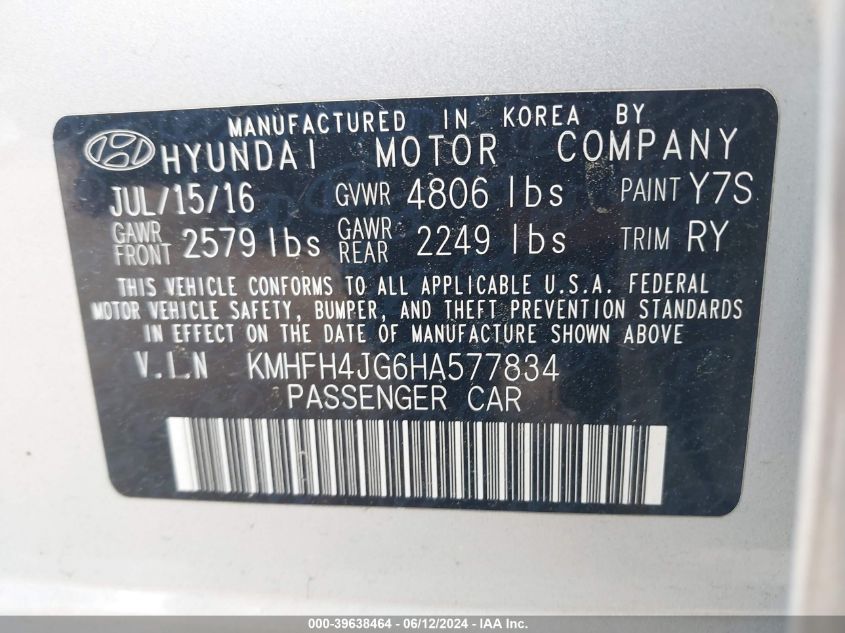 MANUFACTURED IN KOREA BY
HYUNDAI MOTOR COMPANY
JUL/15/16 GVWR 4806 lbs PAINT Y7S
GAWR FRONT 2579 lbs GAWR REAR 2249 lbs TRIM RY
THIS VEHICLE CONFORMS TO ALL APPLICABLE U.S.A. FEDERAL
MOTOR VEHICLE SAFETY, BUMPER, AND THEFT PREVENTION STANDARDS
IN EFFECT ON THE DATE OF MANUFACTURE SHOWN ABOVE
V.I.N KMHFH4JG6HA577834
PASSENGER CAR
000-39638464 - 06/12/2024 - IAA Inc.